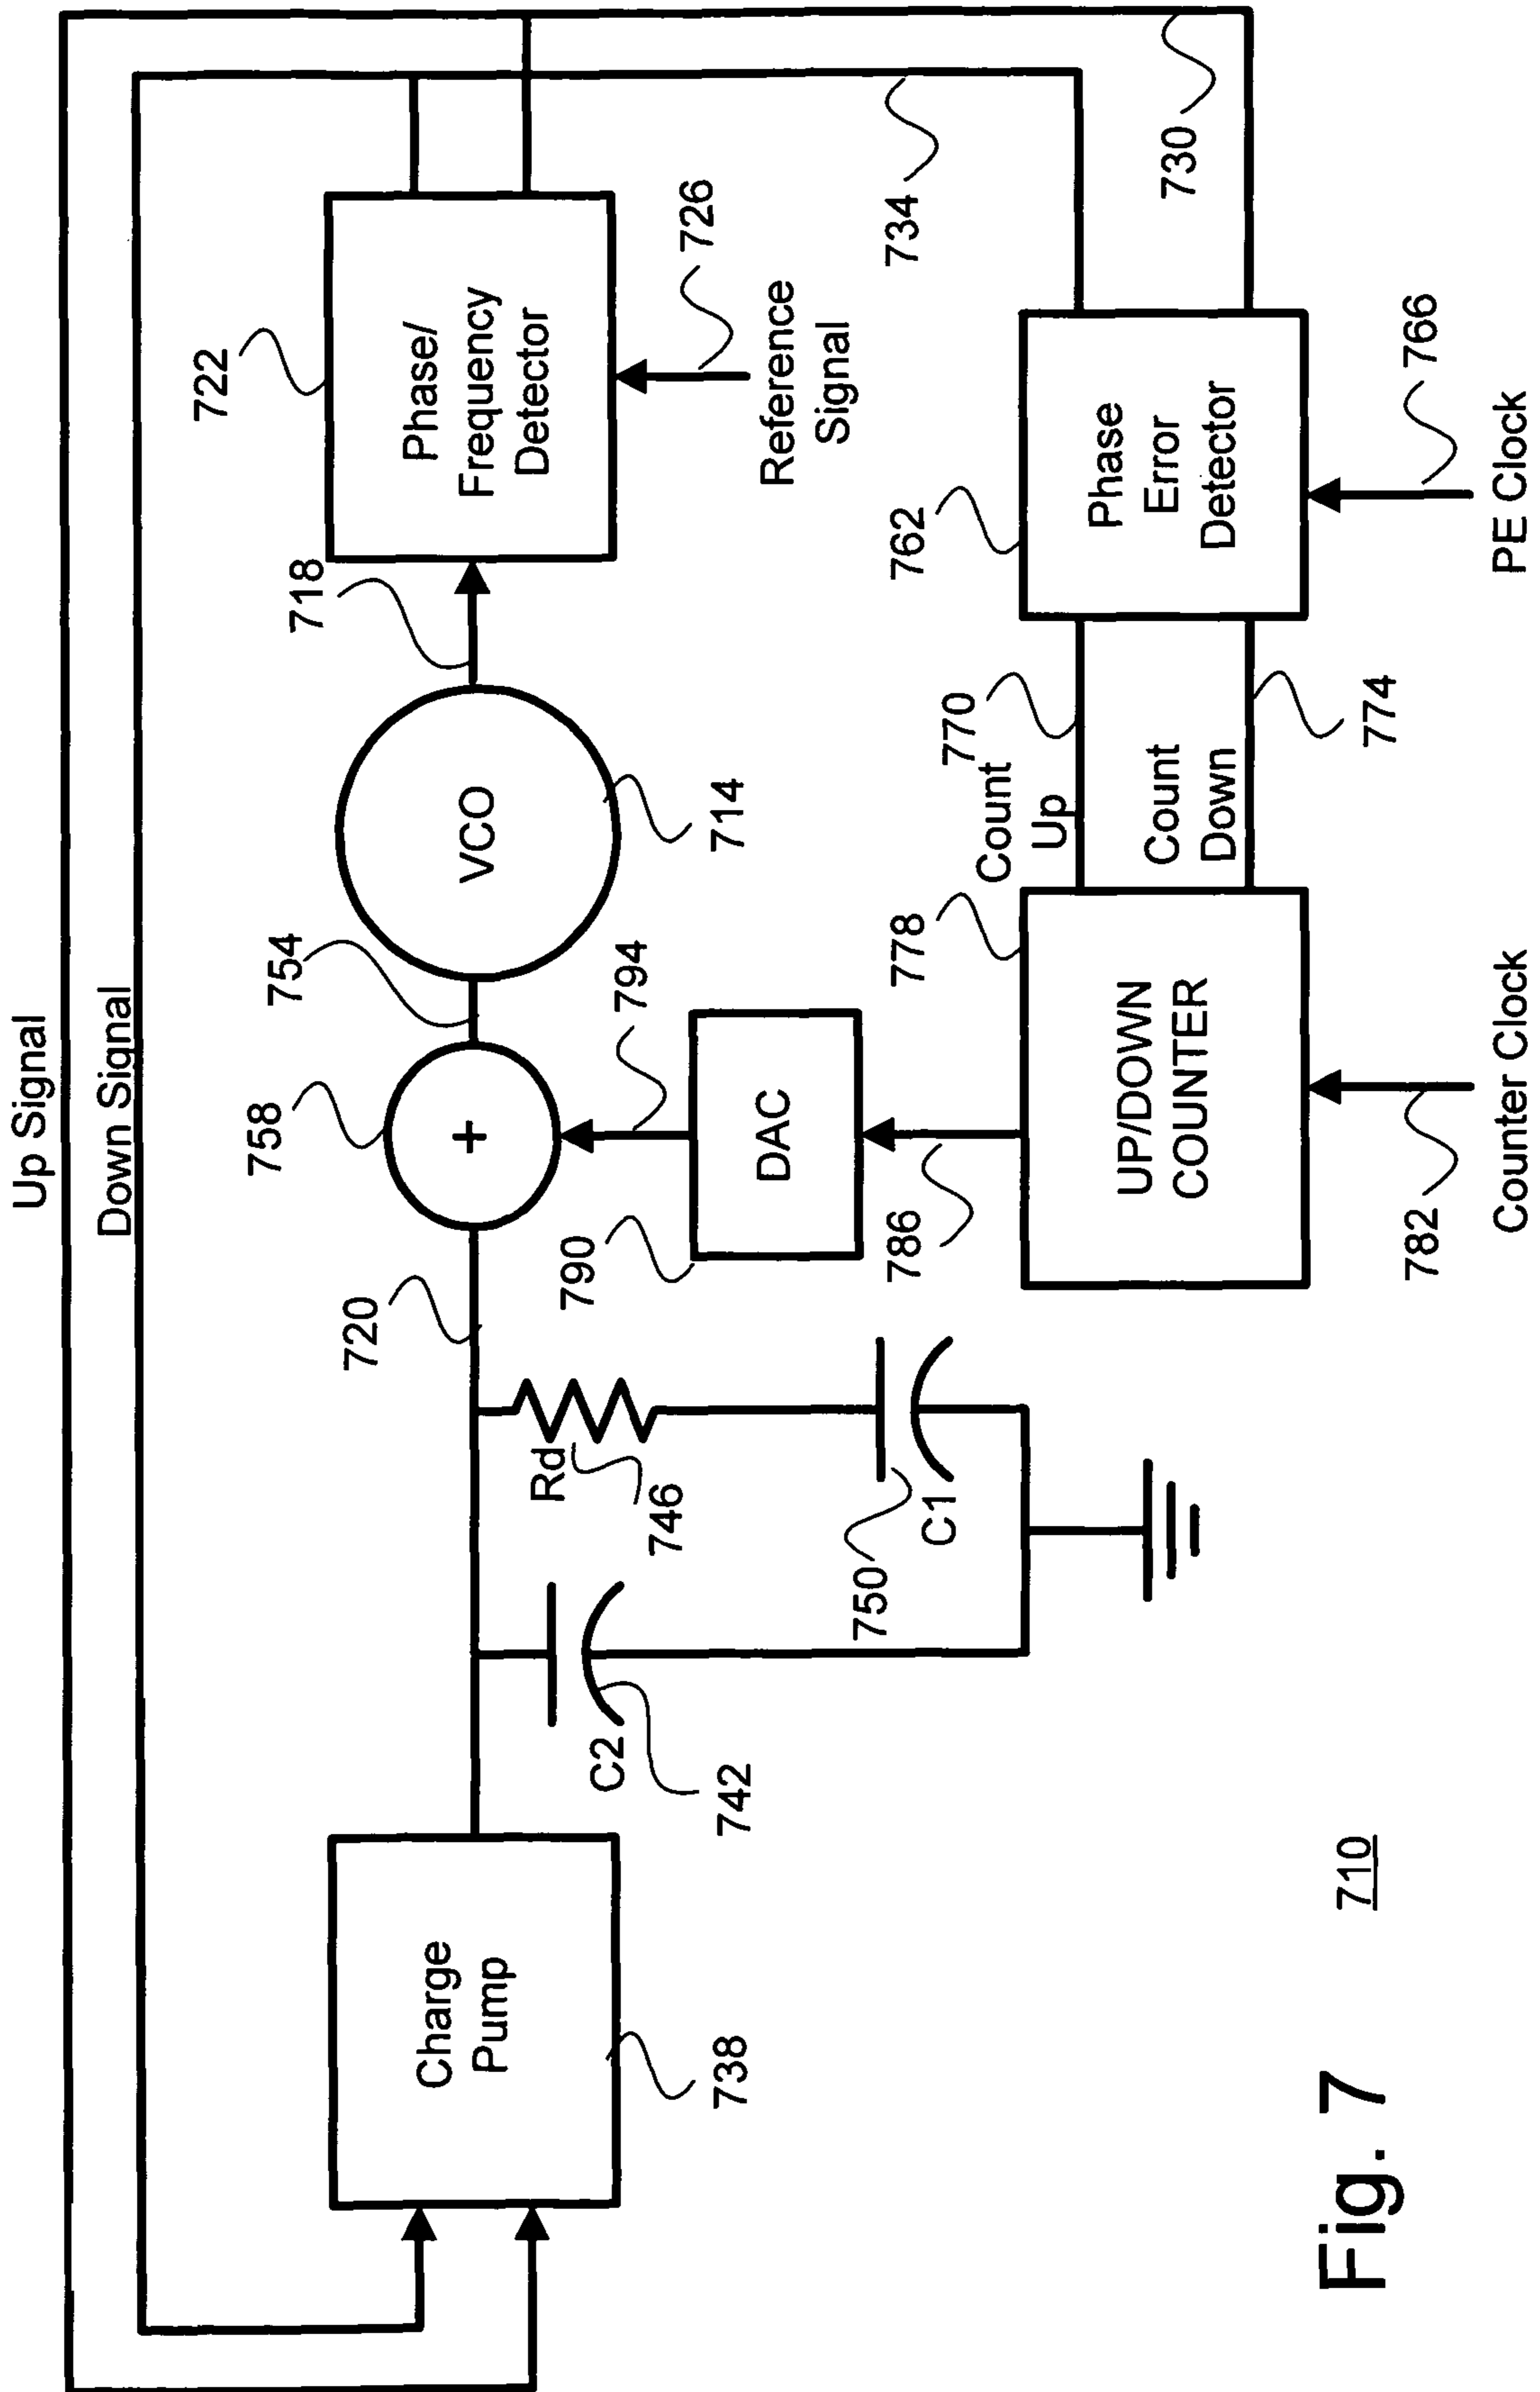 Up Signal
Down Signal
722
Phase/
Frequency
Detector
718
726
Reference
Signal
734
730
754
VCO
714
758
+
720
794
790
DAC
786
Charge
Pump
738
C2
742
Rd
746
750
C1
762
Phase
Error
Detector
766
PE Clock
770
Count
Up
Count
Down
774
778
UP/DOWN
COUNTER
782
Counter Clock
710
Fig. 7